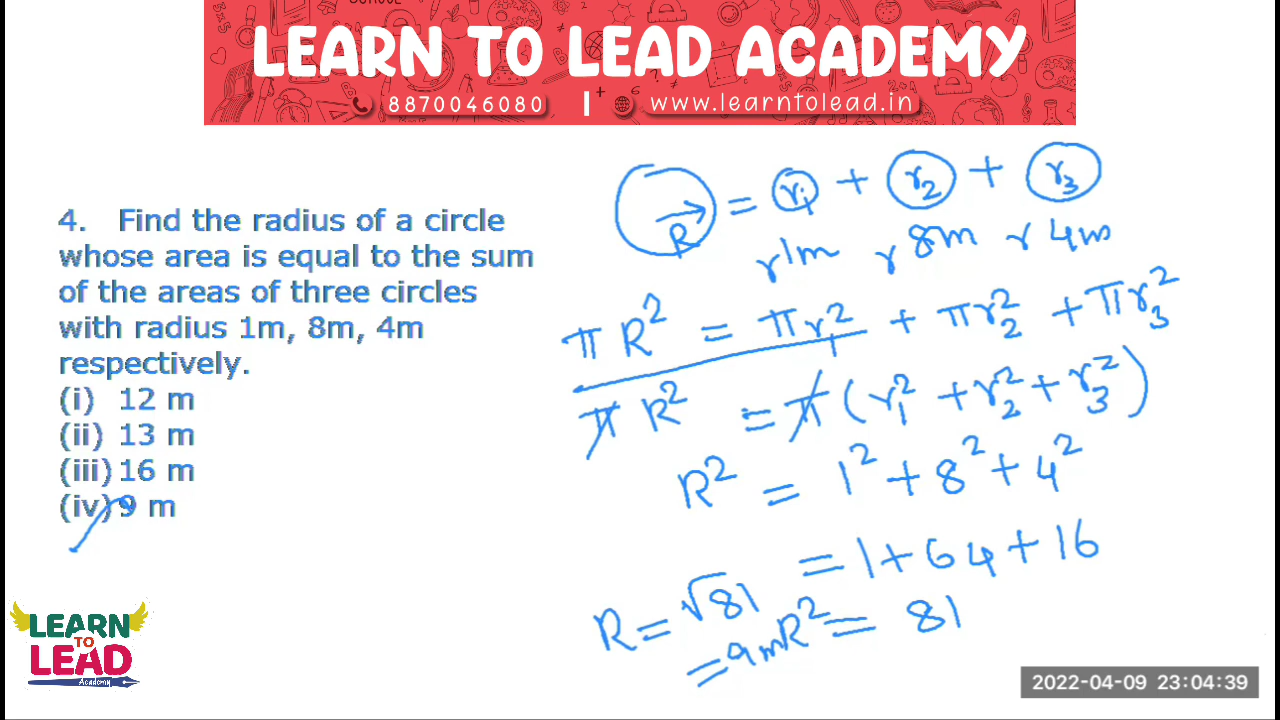 LEARN TO LEAD ACADEMY
8870046080 | www.learntolead.in
4. Find the radius of a circle
whose area is equal to the sum
of the areas of three circles
with radius 1m, 8m, 4m
respectively.
(i) 12 m
(ii) 13 m
(iii) 16 m
(iv) 9 m
R = r₁ + r₂ + r₃
r 1m r 8m r 4m
πR² = πr₁² + πr₂² + πr₃²
πR² = π(r₁² + r₂² + r₃²)
R² = 1² + 8² + 4²
= 1 + 64 + 16
R² = 81
R = √81
= 9m
LEARN
TO
LEAD
Academy
2022-04-09 23:04:39